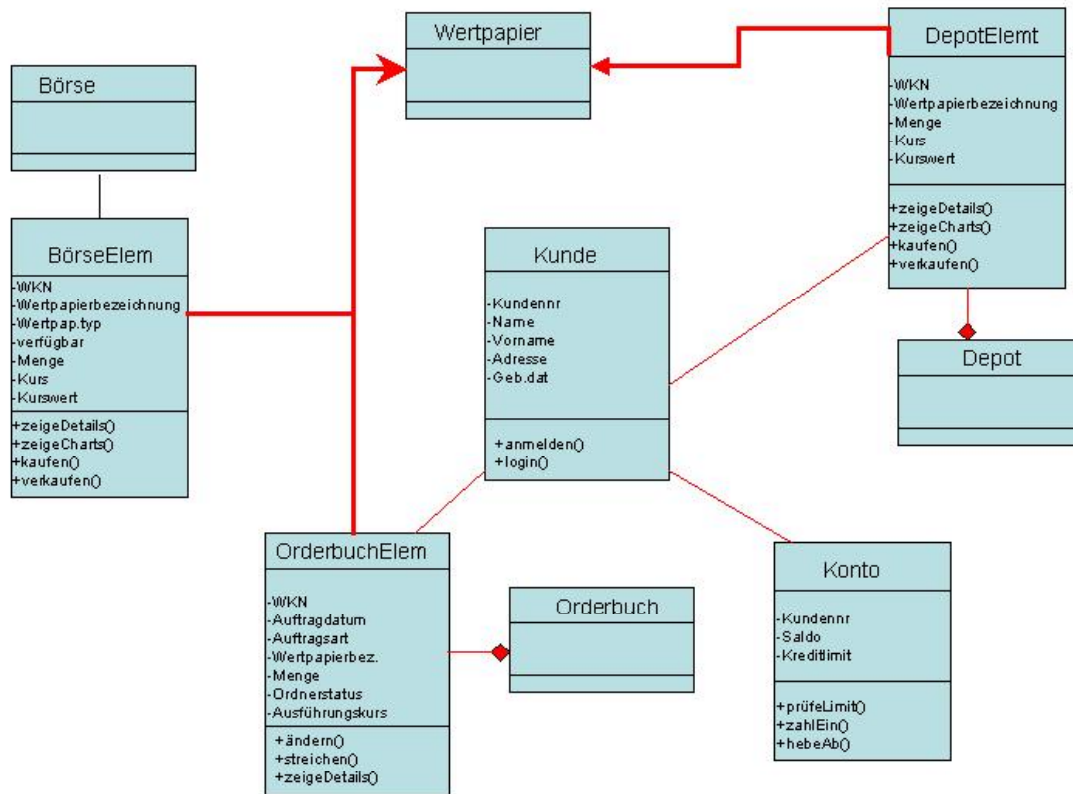 Wertpapier
DepotElemt
-WKN
-Wertpapierbezeichnung
-Menge
-Kurs
-Kurswert
+zeigeDetails()
+zeigeCharts()
+kaufen()
+verkaufen()
Börse
BörseElem
-WKN
-Wertpapierbezeichnung
-Wertpap.typ
-verfügbar
-Menge
-Kurs
-Kurswert
+zeigeDetails()
+zeigeCharts()
+kaufen()
+verkaufen()
Kunde
-Kundennr
-Name
-Vorname
-Adresse
-Geb.dat
+anmelden()
+login()
Depot
OrderbuchElem
-WKN
-Auftragdatum
-Auftragsart
-Wertpapierbez.
-Menge
-Ordnerstatus
-Ausführungskurs
+ändern()
+streichen()
+zeigeDetails()
Orderbuch
Konto
-Kundennr
-Saldo
-Kreditlimit
+prüfeLimit()
+zahlEin()
+hebeAb()